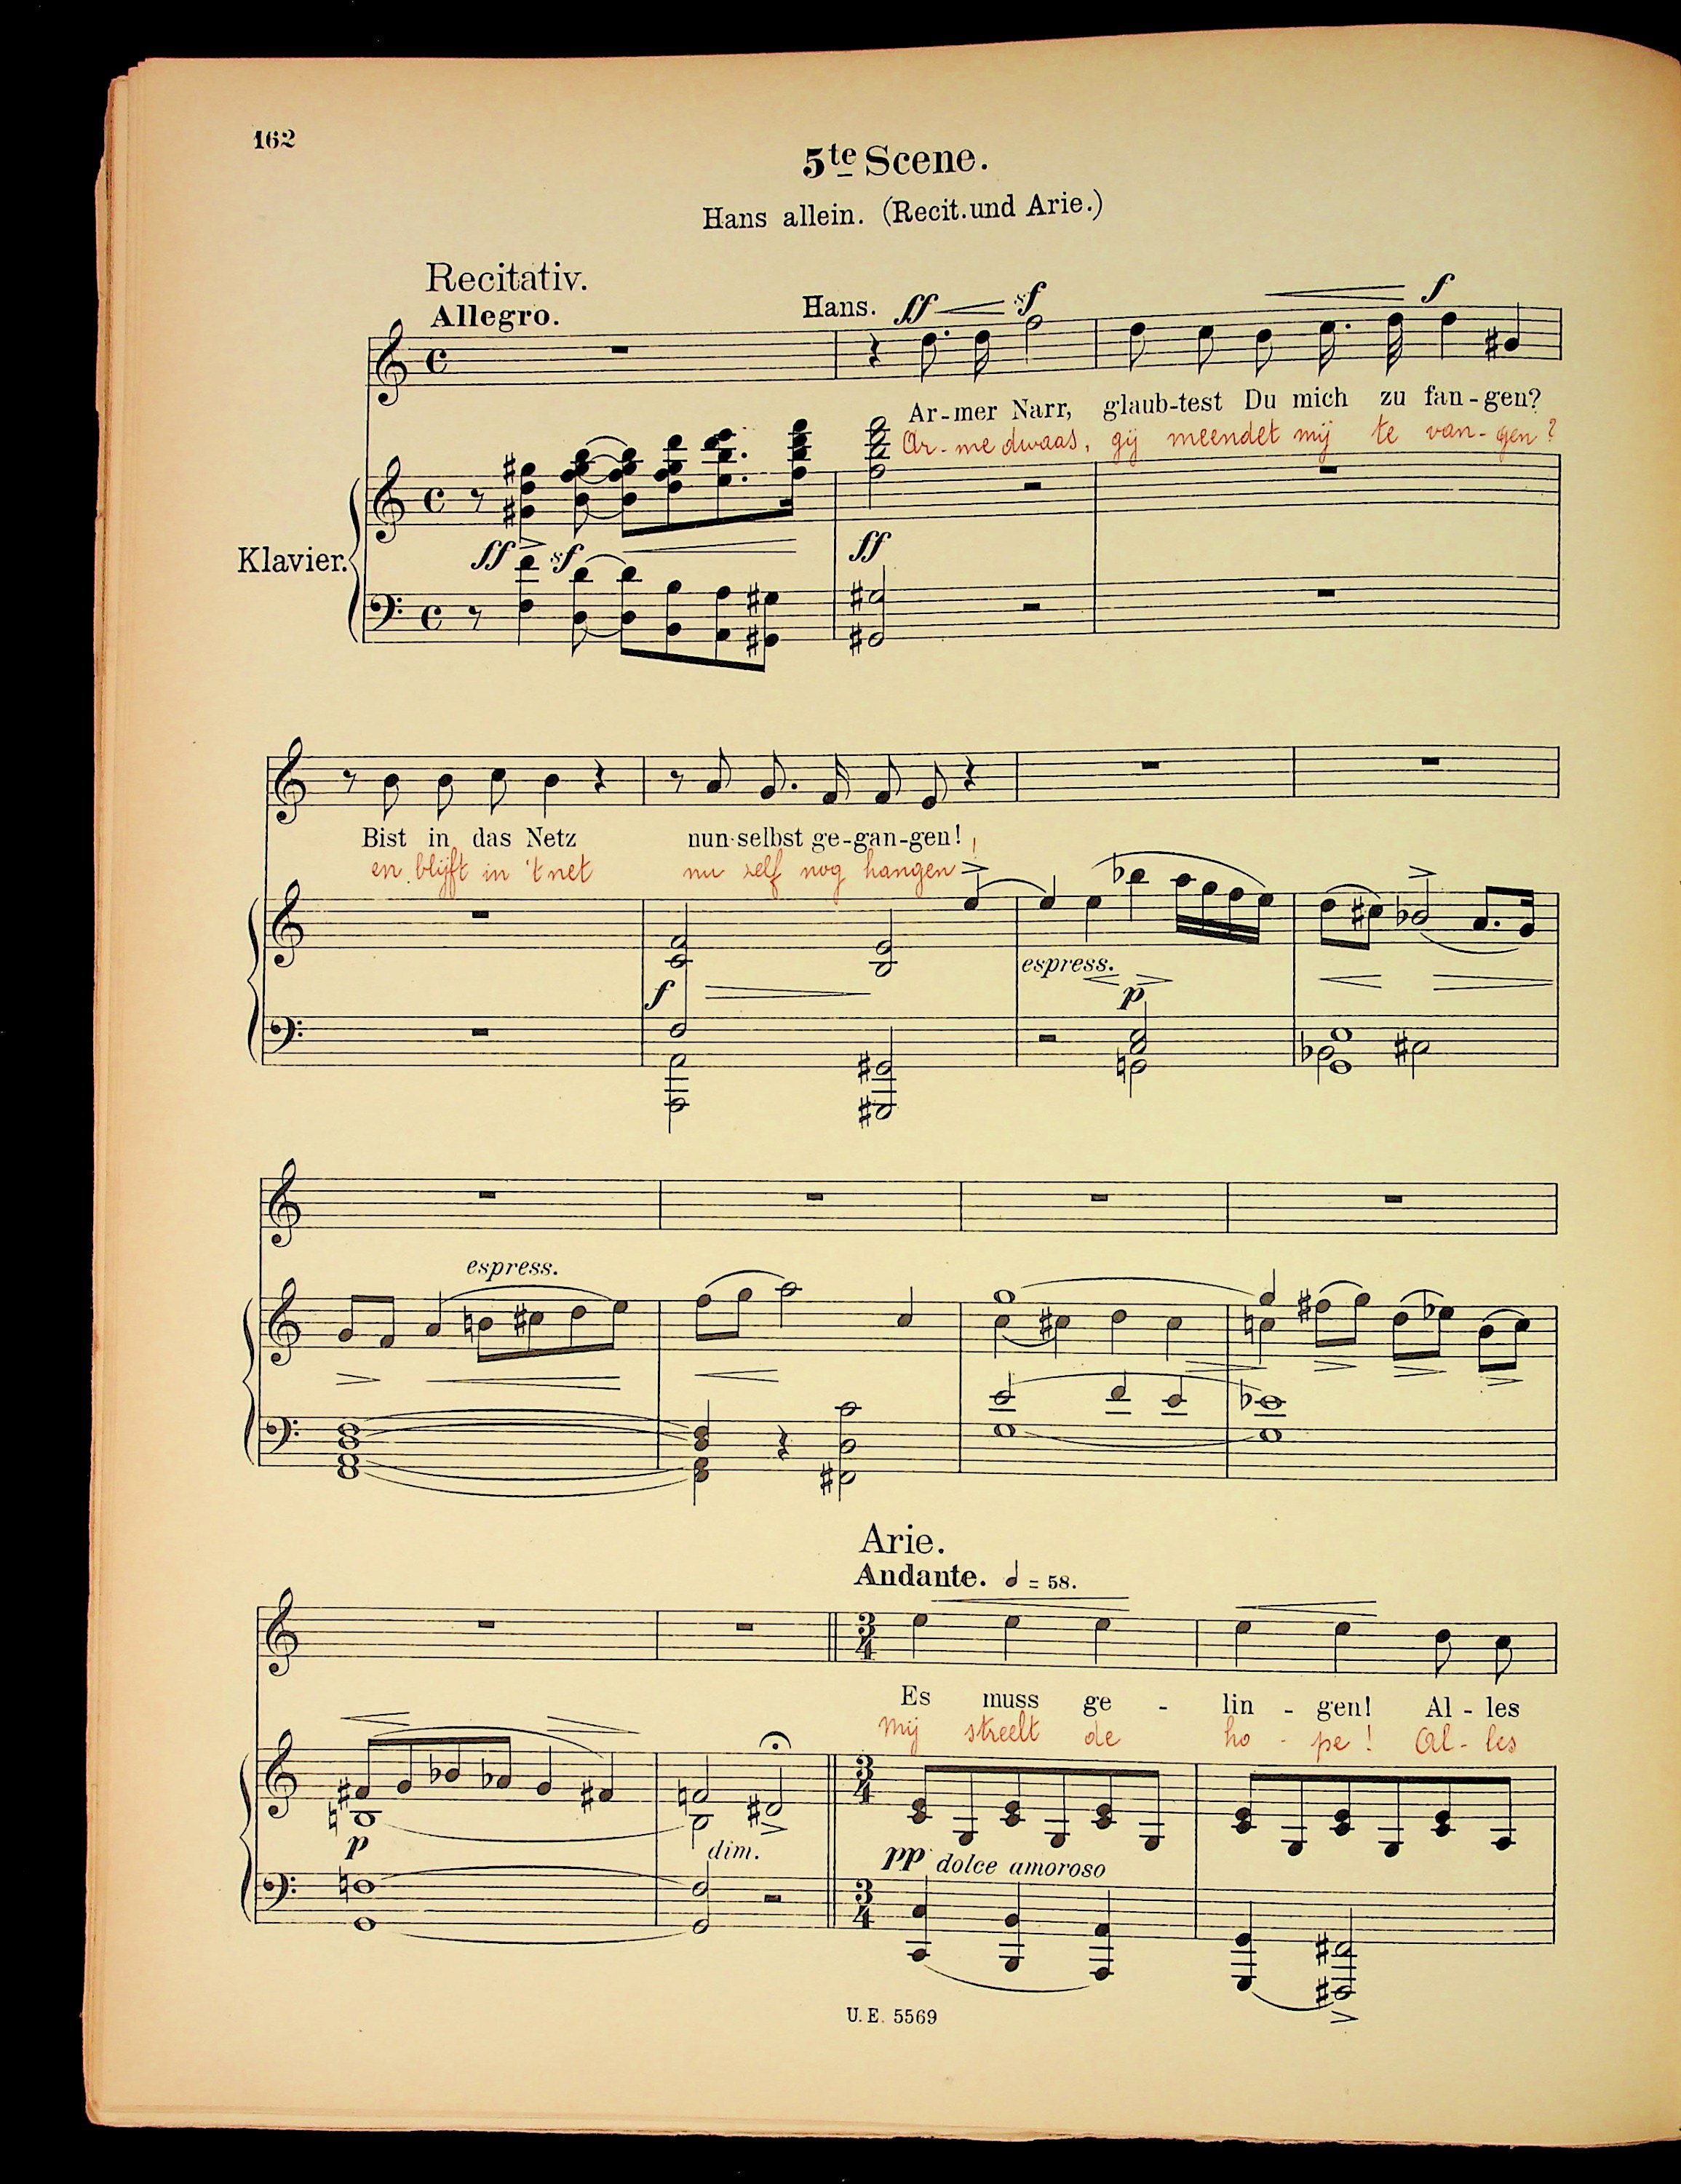 162
5te Scene.
Hans allein. (Recit. und Arie.)
Recitativ.
Allegro.
Hans. ff sf f
Ar-mer Narr, glaub-test Du mich zu fan-gen?
Ar-me dwaas, gij meendet mij te van-gen?
Klavier.
ff sf ff
Bist in das Netz nun selbst ge-gan-gen!
en blijft in 't net nu zelf nog hangen!
f espress. p
espress.
Arie.
Andante. 𝅗𝅥 = 58.
Es muss ge - lin - gen! Al - les
Mij streelt de ho - pe! Al - les
p dim. pp dolce amoroso
U. E. 5569